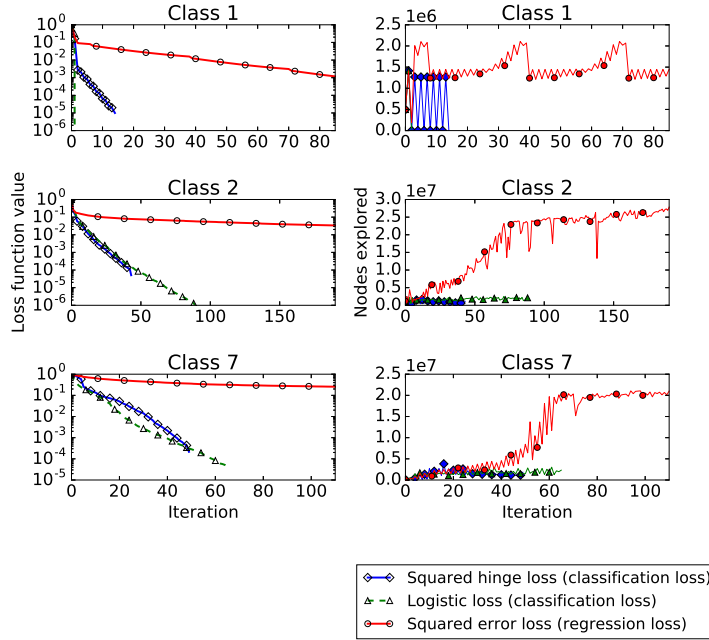 Class 1
10^0
10^-1
10^-2
10^-3
10^-4
10^-5
10^-6
0 10 20 30 40 50 60 70 80
Class 1
1e6
2.5
2.0
1.5
1.0
0.5
0.0
0 10 20 30 40 50 60 70 80
Loss function value
Class 2
10^0
10^-1
10^-2
10^-3
10^-4
10^-5
10^-6
0 50 100 150
Nodes explored
Class 2
1e7
3.0
2.5
2.0
1.5
1.0
0.5
0.0
0 50 100 150
Class 7
10^0
10^-1
10^-2
10^-3
10^-4
10^-5
0 20 40 60 80 100
Iteration
Class 7
1e7
2.5
2.0
1.5
1.0
0.5
0.0
0 20 40 60 80 100
Iteration
Squared hinge loss (classification loss)
Logistic loss (classification loss)
Squared error loss (regression loss)